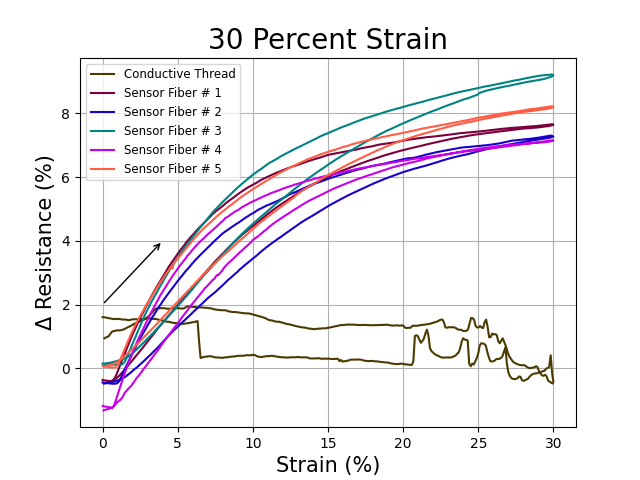 30 Percent Strain
Conductive Thread
Sensor Fiber # 1
Sensor Fiber # 2
Sensor Fiber # 3
Sensor Fiber # 4
Sensor Fiber # 5
Δ Resistance (%)
8
6
4
2
0
0 5 10 15 20 25 30
Strain (%)